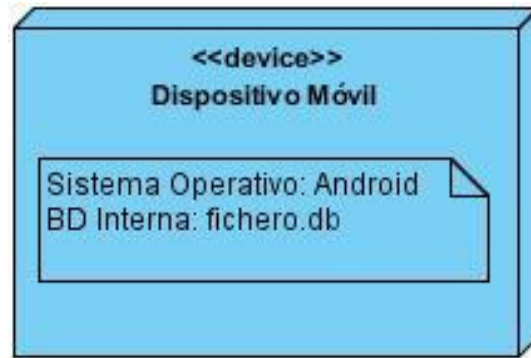 <<device>>
Dispositivo Móvil
Sistema Operativo: Android
BD Interna: fichero.db